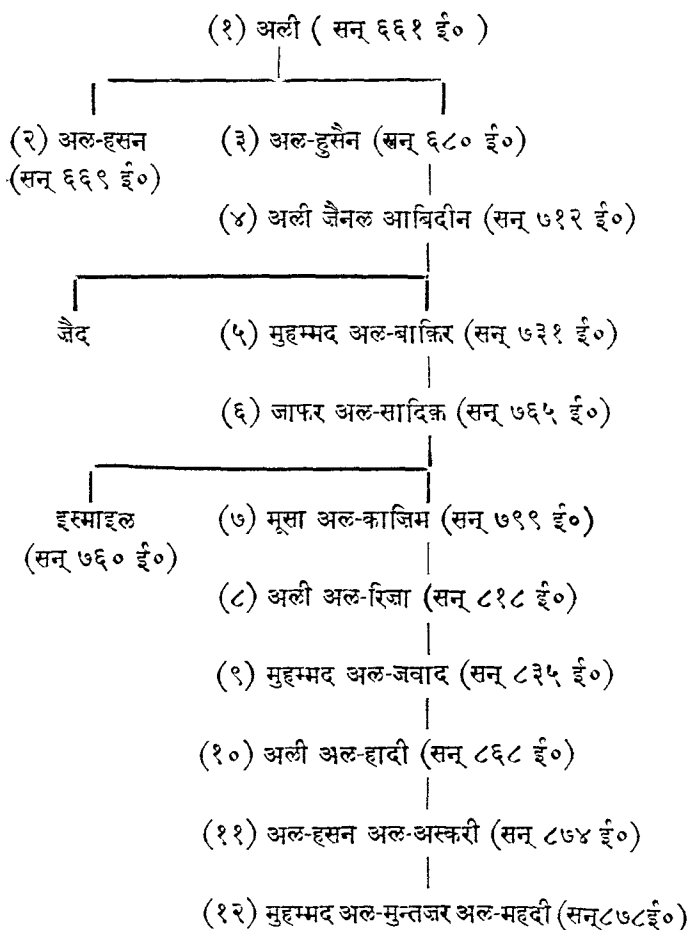 (१) अली ( सन् ६६१ ई० )
(२) अल-हसन (३) अल-हुसैन (सन् ६८० ई०)
(सन् ६६९ ई०)
(४) अली ज़ैनल आबिदीन (सन् ७१२ ई०)
ज़ैद (५) मुहम्मद अल-बाक़िर (सन् ७३१ ई०)
(६) जाफर अल-सादिक़ (सन् ७६५ ई०)
इस्माइल (७) मूसा अल-काज़िम (सन् ७९९ ई०)
(सन् ७६० ई०)
(८) अली अल-रिज़ा (सन् ८१८ ई०)
(९) मुहम्मद अल-जवाद (सन् ८३५ ई०)
(१०) अली अल-हादी (सन् ८६८ ई०)
(११) अल-हसन अल-अस्करी (सन् ८७४ ई०)
(१२) मुहम्मद अल-मुन्तज़र अल-महदी (सन्८७८ई०)